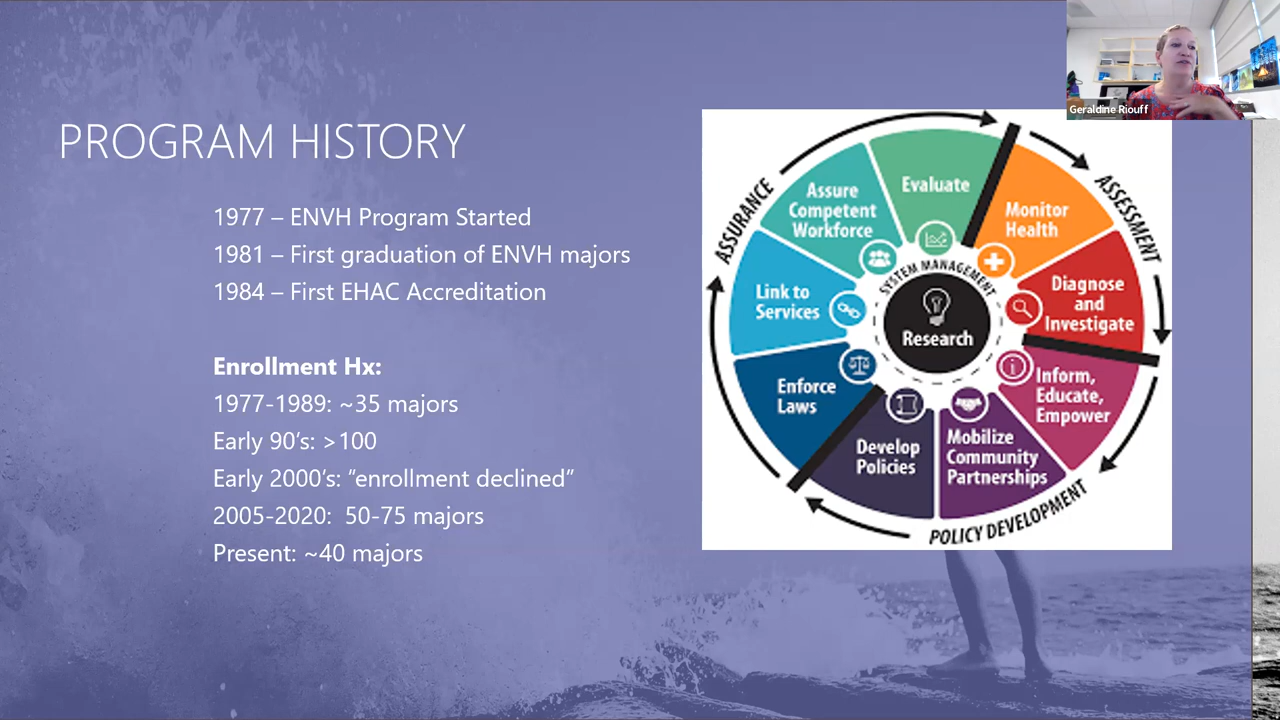 Geraldine Riouff
PROGRAM HISTORY
1977 – ENVH Program Started
1981 – First graduation of ENVH majors
1984 – First EHAC Accreditation
Enrollment Hx:
1977-1989: ~35 majors
Early 90’s: >100
Early 2000’s: “enrollment declined”
2005-2020:  50-75 majors
Present: ~40 majors
ASSURANCE
ASSESSMENT
POLICY DEVELOPMENT
Evaluate
Monitor
Health
Diagnose
and
Investigate
Inform,
Educate,
Empower
Mobilize
Community
Partnerships
Develop
Policies
Enforce
Laws
Link to
Services
Assure
Competent
Workforce
SYSTEM MANAGEMENT
Research